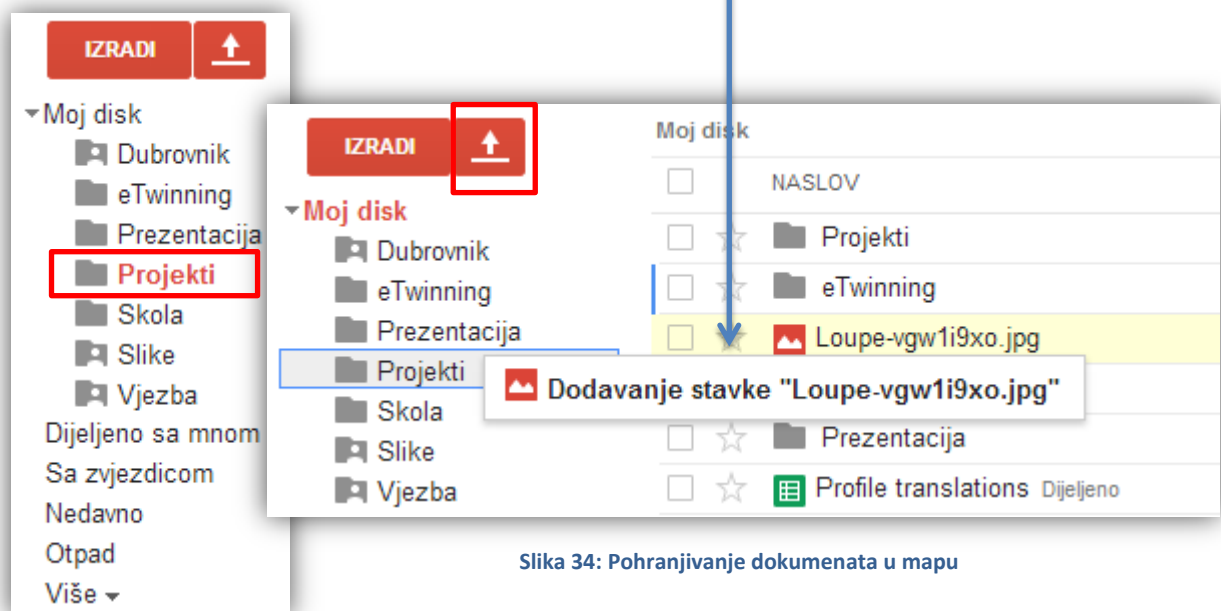 IZRADI
Moj disk
Dubrovnik
eTwinning
Prezentacija
Projekti
Skola
Slike
Vjezba
Dijeljeno sa mnom
Sa zvjezdicom
Nedavno
Otpad
Više
IZRADI
Moj disk
Dubrovnik
eTwinning
Prezentacija
Projekti
Skola
Slike
Vjezba
Moj disk
NASLOV
Projekti
eTwinning
Loupe-vgw1i9xo.jpg
Dodavanje stavke "Loupe-vgw1i9xo.jpg"
Prezentacija
Profile translations Dijeljeno
Slika 34: Pohranjivanje dokumenata u mapu